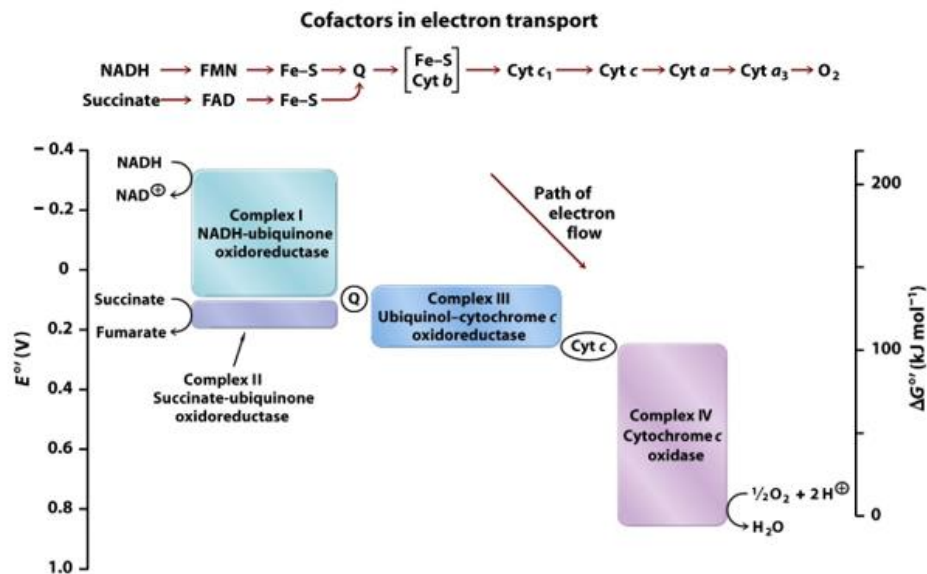 Cofactors in electron transport
NADH → FMN → Fe–S → Q → [Fe–S Cyt b] → Cyt c₁ → Cyt c → Cyt a → Cyt a₃ → O₂
Succinate → FAD → Fe–S
− 0.4
− 0.2
0
0.2
0.4
0.6
0.8
1.0
E°′ (V)
NADH
NAD⊕
Complex I
NADH-ubiquinone
oxidoreductase
Succinate
Fumarate
Complex II
Succinate-ubiquinone
oxidoreductase
Q
Complex III
Ubiquinol–cytochrome c
oxidoreductase
Path of
electron
flow
Cyt c
Complex IV
Cytochrome c
oxidase
½O₂ + 2H⊕
H₂O
200
100
0
ΔG°′ (kJ mol⁻¹)